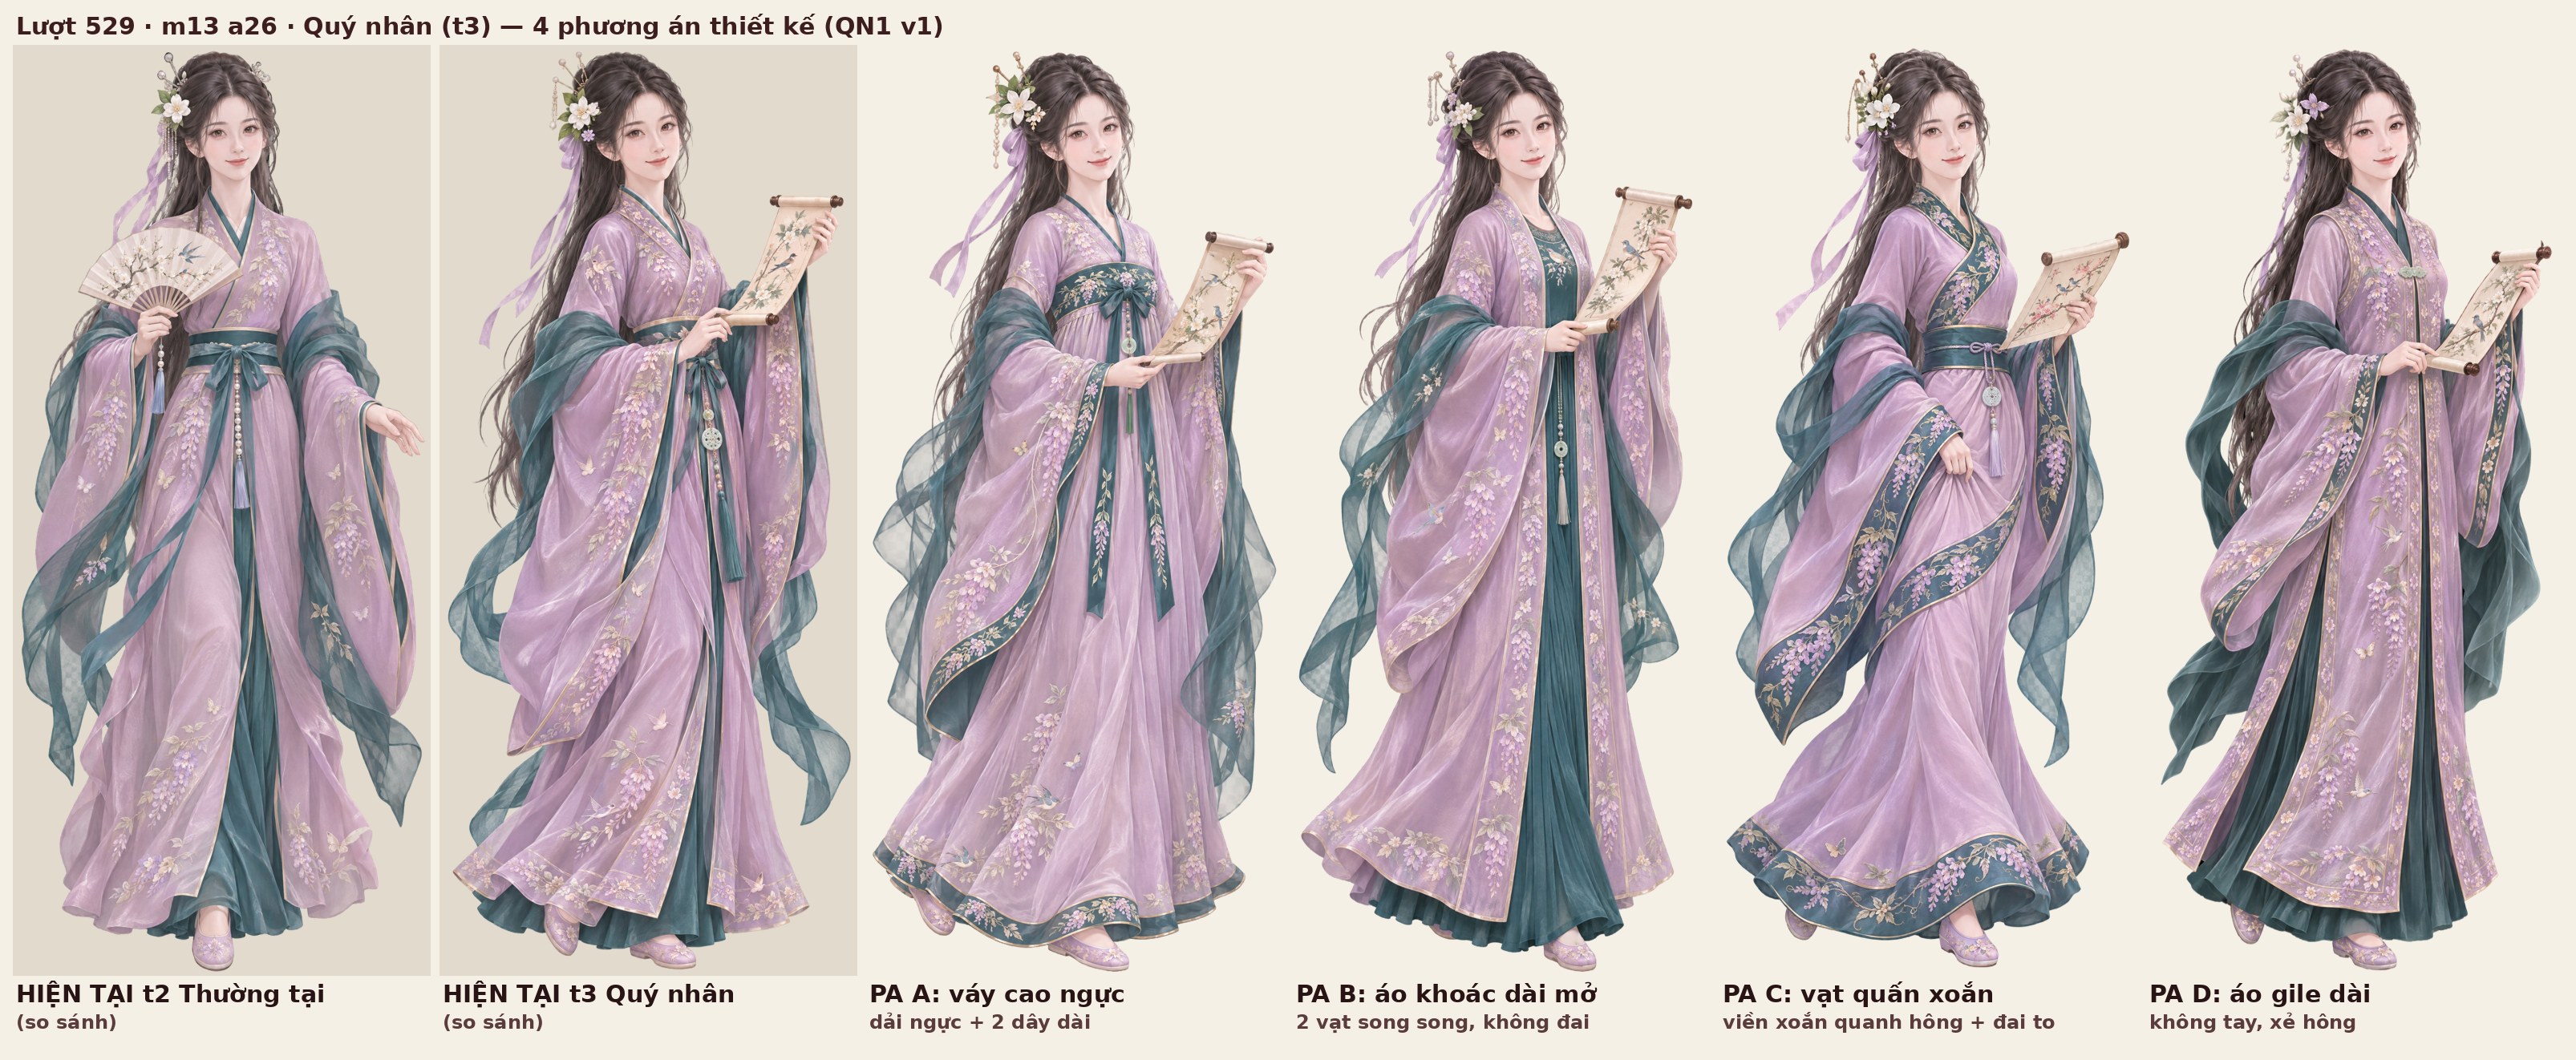 Lượt 529 · m13 a26 · Quý nhân (t3) — 4 phương án thiết kế (QN1 v1)
HIỆN TẠI t2 Thường tại
(so sánh)
HIỆN TẠI t3 Quý nhân
(so sánh)
PA A: váy cao ngực
dải ngực + 2 dây dài
PA B: áo khoác dài mở
2 vạt song song, không đai
PA C: vạt quấn xoắn
viền xoắn quanh hông + đai to
PA D: áo gile dài
không tay, xẻ hông